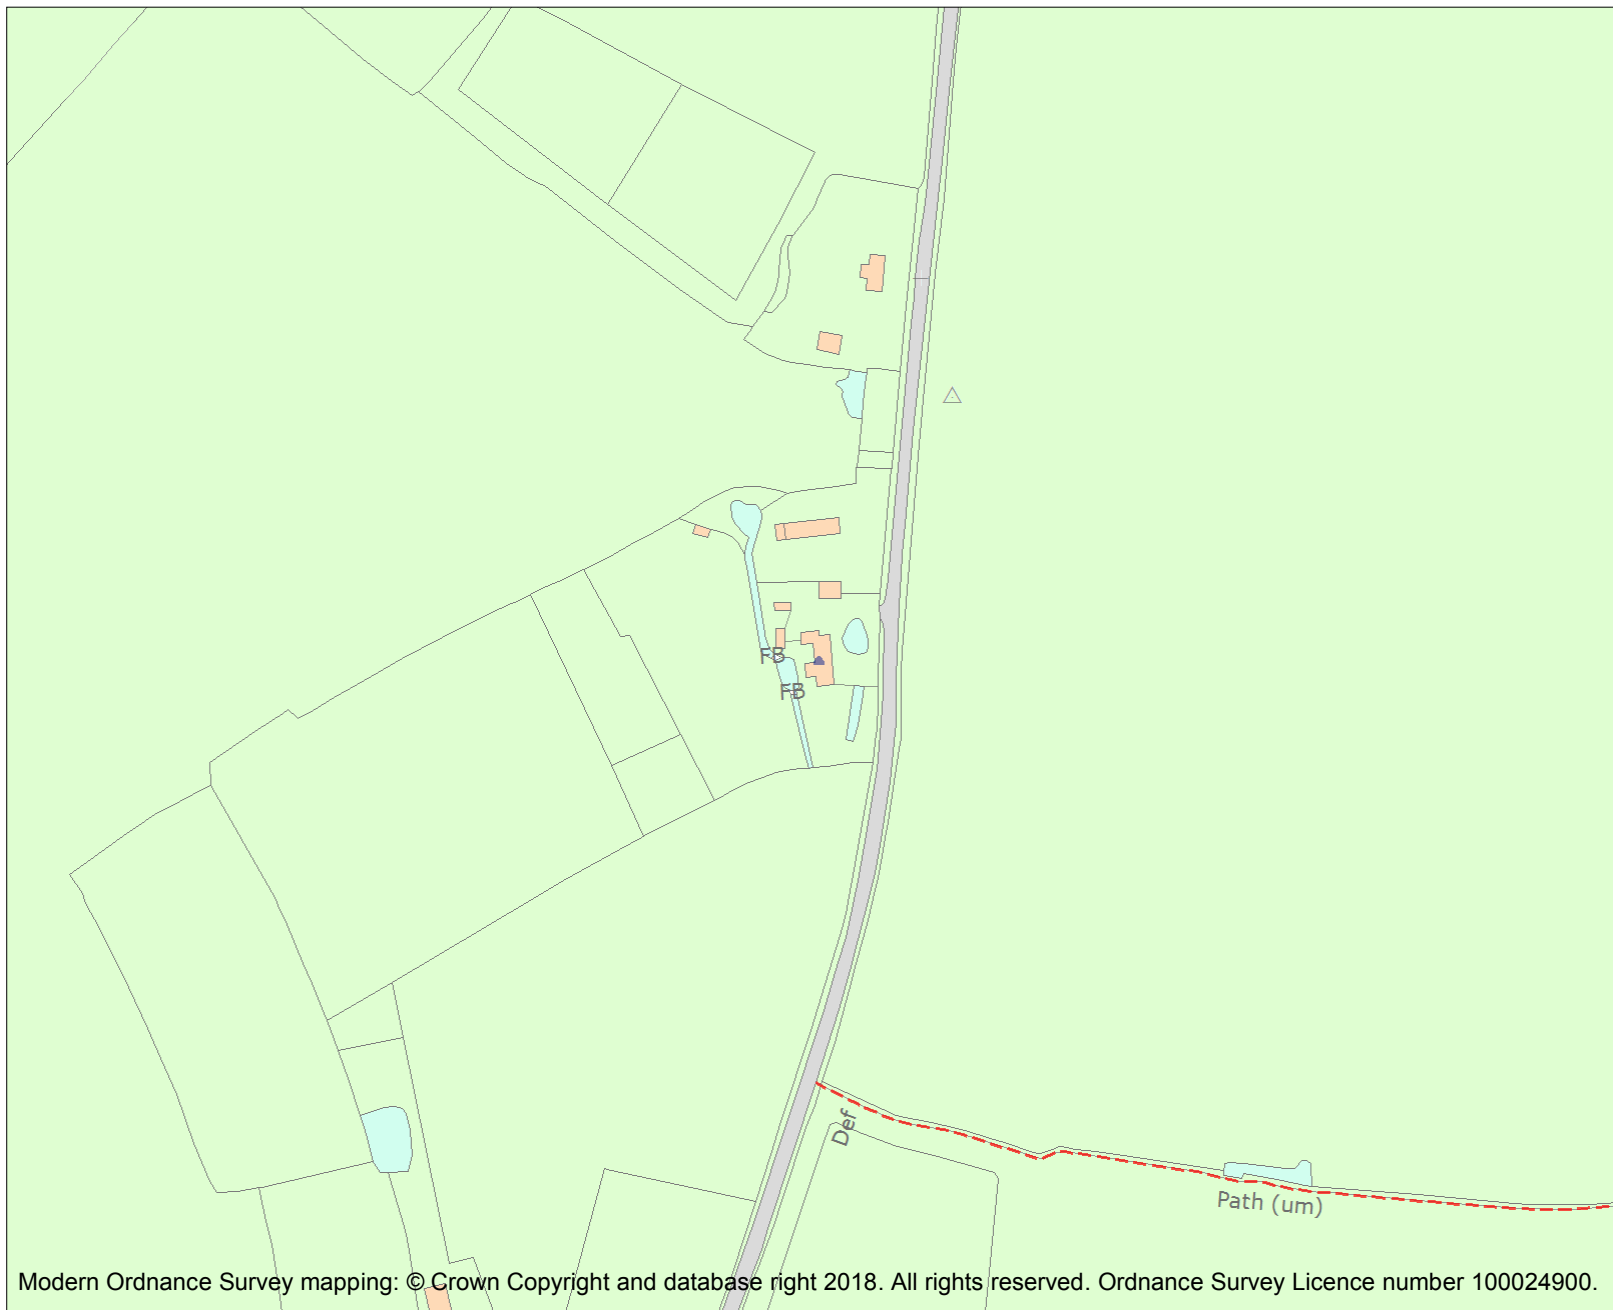 FB
FB
Def
Path (um)
Modern Ordnance Survey mapping: © Crown Copyright and database right 2018. All rights reserved. Ordnance Survey Licence number 100024900.